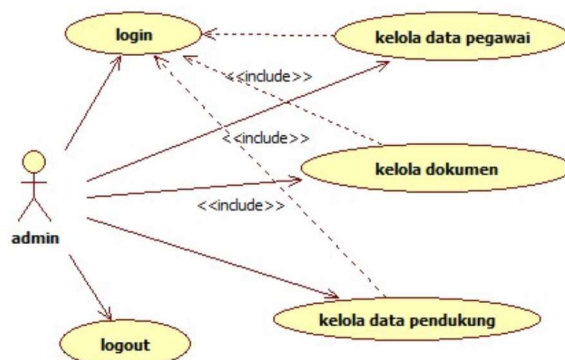 login
kelola data pegawai
<<include>>
<<include>>
kelola dokumen
<<include>>
admin
kelola data pendukung
logout